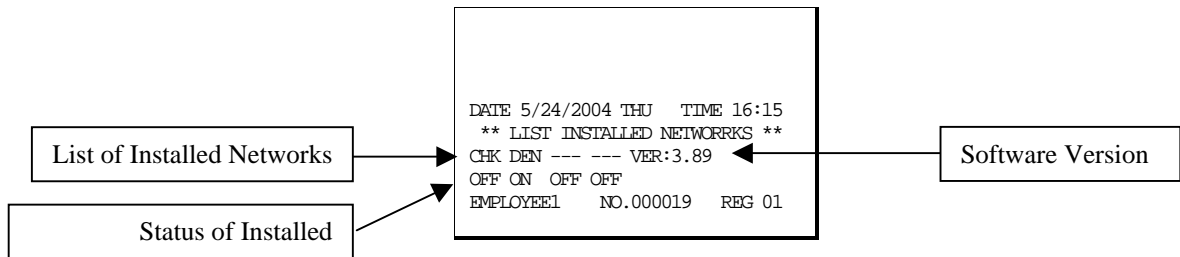 DATE 5/24/2004 THU TIME 16:15
** LIST INSTALLED NETWORRKS **
List of Installed Networks
CHK DEN --- --- VER:3.89
Software Version
OFF ON OFF OFF
EMPLOYEE1 NO.000019 REG 01
Status of Installed